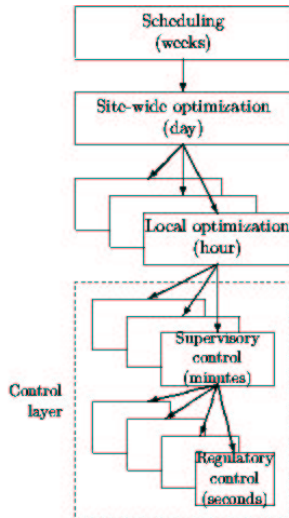 Scheduling
(weeks)
Site-wide optimization
(day)
Local optimization
(hour)
Supervisory
control
(minutes)
Control
layer
Regulatory
control
(seconds)